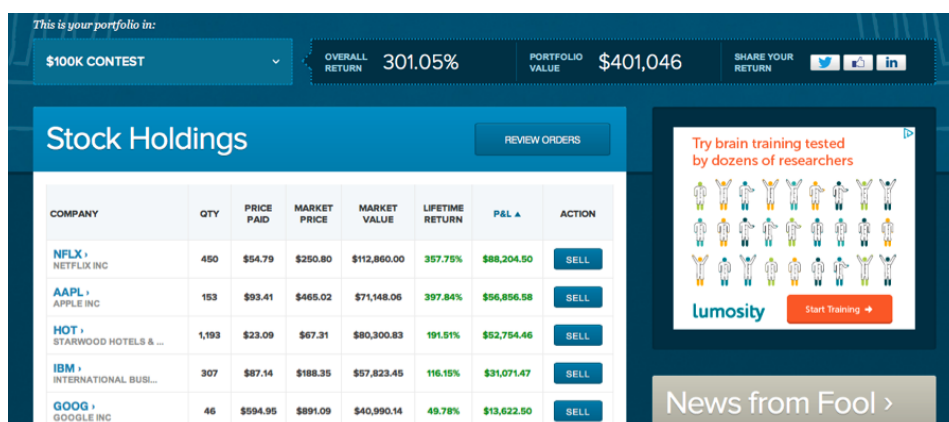 This is your portfolio in:
$100K CONTEST
OVERALL RETURN 301.05%
PORTFOLIO VALUE $401,046
SHARE YOUR RETURN
in
Stock Holdings
REVIEW ORDERS
COMPANY QTY PRICE PAID MARKET PRICE MARKET VALUE LIFETIME RETURN P&L ▲ ACTION
NFLX › 450 $54.79 $250.80 $112,860.00 357.75% $88,204.50 SELL
NETFLIX INC
AAPL › 153 $93.41 $465.02 $71,148.06 397.84% $56,856.58 SELL
APPLE INC
HOT › 1,193 $23.09 $67.31 $80,300.83 191.51% $52,754.46 SELL
STARWOOD HOTELS & ...
IBM › 307 $87.14 $188.35 $57,823.45 116.15% $31,071.47 SELL
INTERNATIONAL BUSI...
GOOG › 46 $594.95 $891.09 $40,990.14 49.78% $13,622.50 SELL
GOOGLE INC
Try brain training tested
by dozens of researchers
lumosity
Start Training →
News from Fool ›